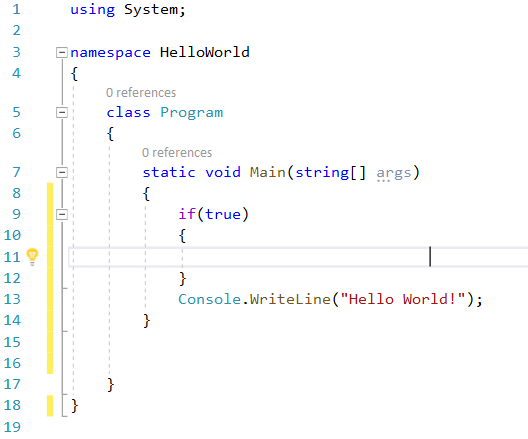 1 using System;
2
3 namespace HelloWorld
4 {
0 references
5 class Program
6 {
0 references
7 static void Main(string[] args)
8 {
9 if(true)
10 {
11
12 }
13 Console.WriteLine("Hello World!");
14 }
15
16
17 }
18 }
19